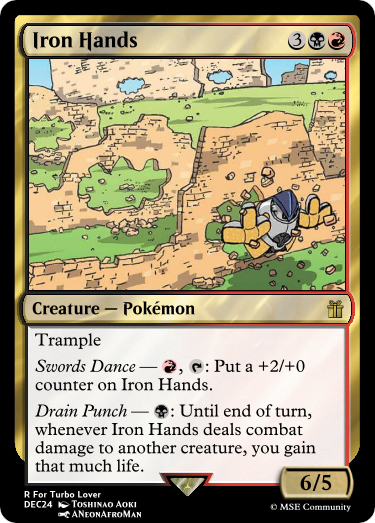 Iron Hands 3
Creature — Pokémon
Trample
Swords Dance — , : Put a +2/+0
counter on Iron Hands.
Drain Punch — : Until end of turn,
whenever Iron Hands deals combat
damage to another creature, you gain
that much life.
6/5
R For Turbo Lover
DEC24 Toshinao Aoki
ANeonAfroMan
© MSE Community